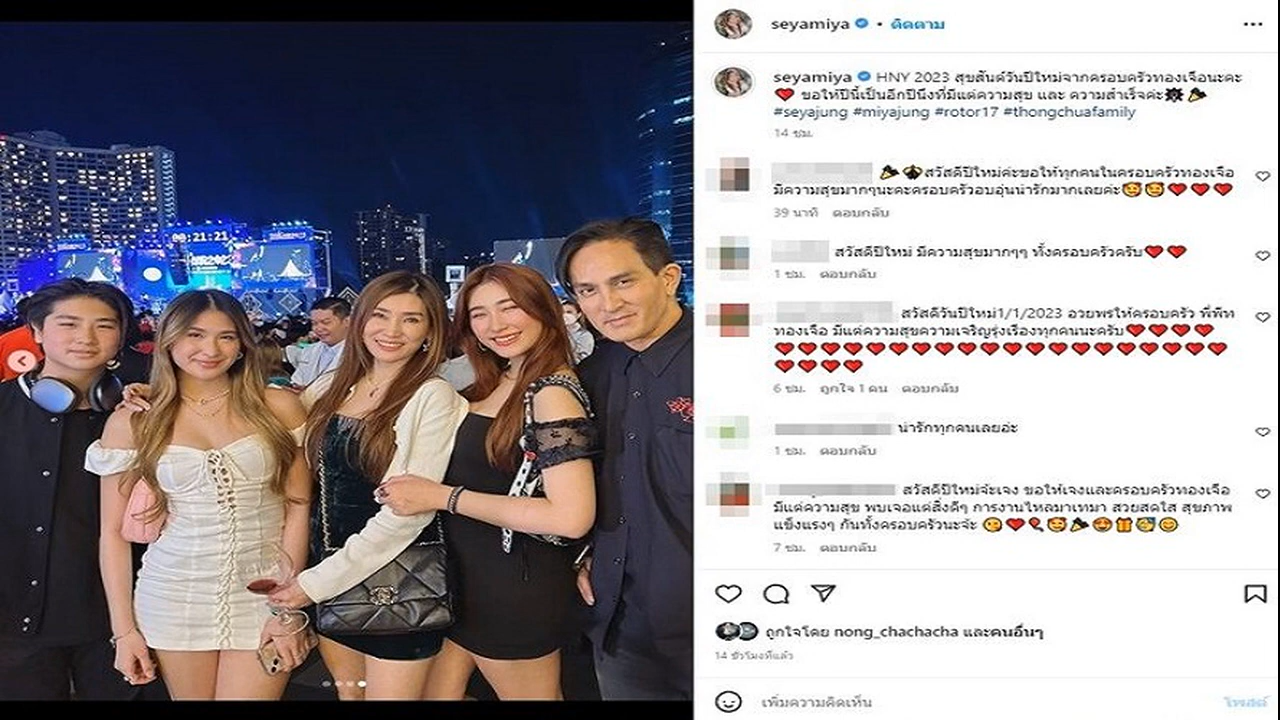 00:21:21
seyamiya • ติดตาม
seyamiya HNY 2023 สุขสันต์วันปีใหม่จากครอบครัวทองเจือนะคะ
❤️ ขอให้ปีนี้เป็นอีกปีนึงที่มีแต่ความสุข และ ความสำเร็จค่ะ
#seyajung #miyajung #rotor17 #thongchuafamily
14 ชม.
สวัสดีปีใหม่ค่ะขอให้ทุกคนในครอบครัวทองเจือ
มีความสุขมากๆนะคะครอบครัวอบอุ่นน่ารักมากเลยค่ะ🥰🥰❤️❤️❤️
39 นาที ตอบกลับ
สวัสดีปีใหม่ มีความสุขมากๆๆ ทั้งครอบครัวครับ❤️❤️
1 ชม. ตอบกลับ
สวัสดีวันปีใหม่1/1/2023 อวยพรให้ครอบครัว พี่พีท
ทองเจือ มีแต่ความสุขความเจริญรุ่งเรืองทุกคนนะครับ❤️❤️❤️❤️
❤️❤️❤️❤️❤️❤️❤️❤️❤️❤️❤️❤️❤️❤️❤️❤️❤️❤️❤️❤️
❤️❤️❤️❤️
6 ชม. ถูกใจ 1 คน ตอบกลับ
น่ารักทุกคนเลยอ่ะ
1 ชม. ตอบกลับ
สวัสดีปีใหม่จ้ะเจง ขอให้เจงและครอบครัวทองเจือ
มีแต่ความสุข พบเจอแต่สิ่งดีๆ การงานไหลมาเทมา สวยสดใส สุขภาพ
แข็งแรงๆ กันทั้งครอบครัวนะจ้ะ
7 ชม. ตอบกลับ
ถูกใจโดย nong_chachacha และคนอื่นๆ
14 ชั่วโมงที่แล้ว
เพิ่มความคิดเห็น
โพสต์